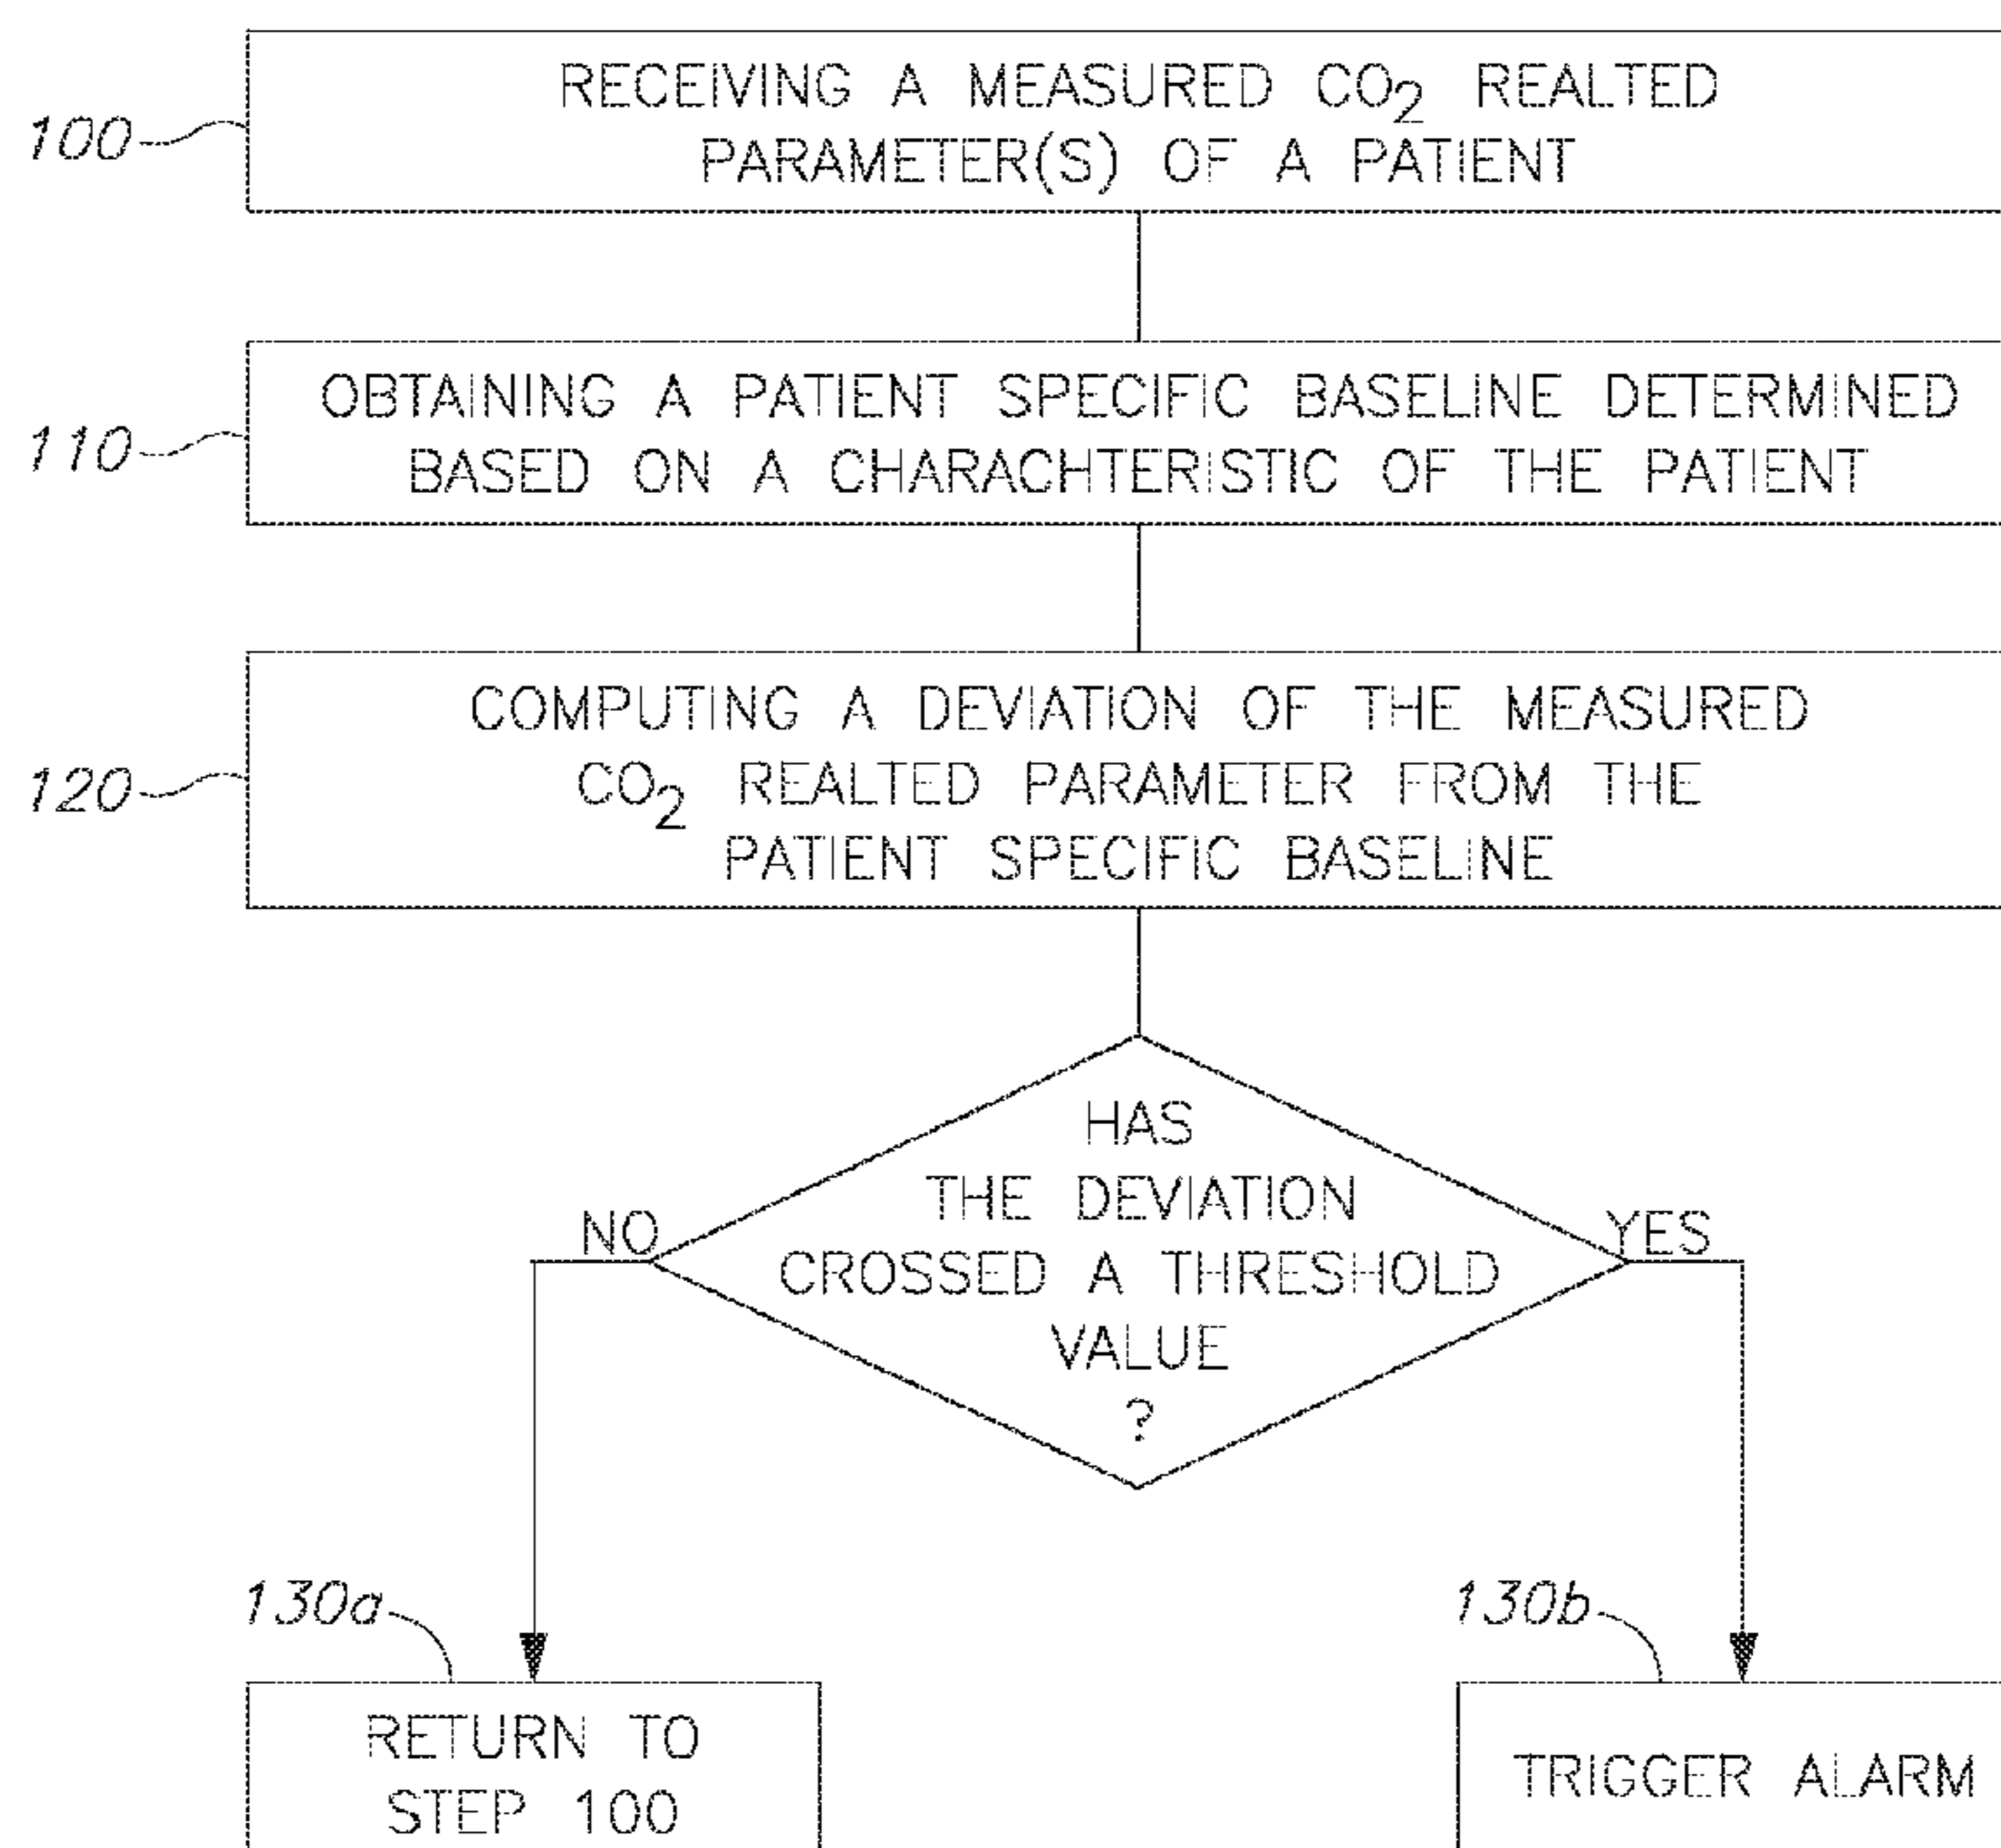 100
RECEIVING A MEASURED CO₂ REALTED
PARAMETER(S) OF A PATIENT
110
OBTAINING A PATIENT SPECIFIC BASELINE DETERMINED
BASED ON A CHARACHTERISTIC OF THE PATIENT
120
COMPUTING A DEVIATION OF THE MEASURED
CO₂ REALTED PARAMETER FROM THE
PATIENT SPECIFIC BASELINE
HAS
THE DEVIATION
CROSSED A THRESHOLD
VALUE
?
NO
YES
130a
RETURN TO
STEP 100
130b
TRIGGER ALARM